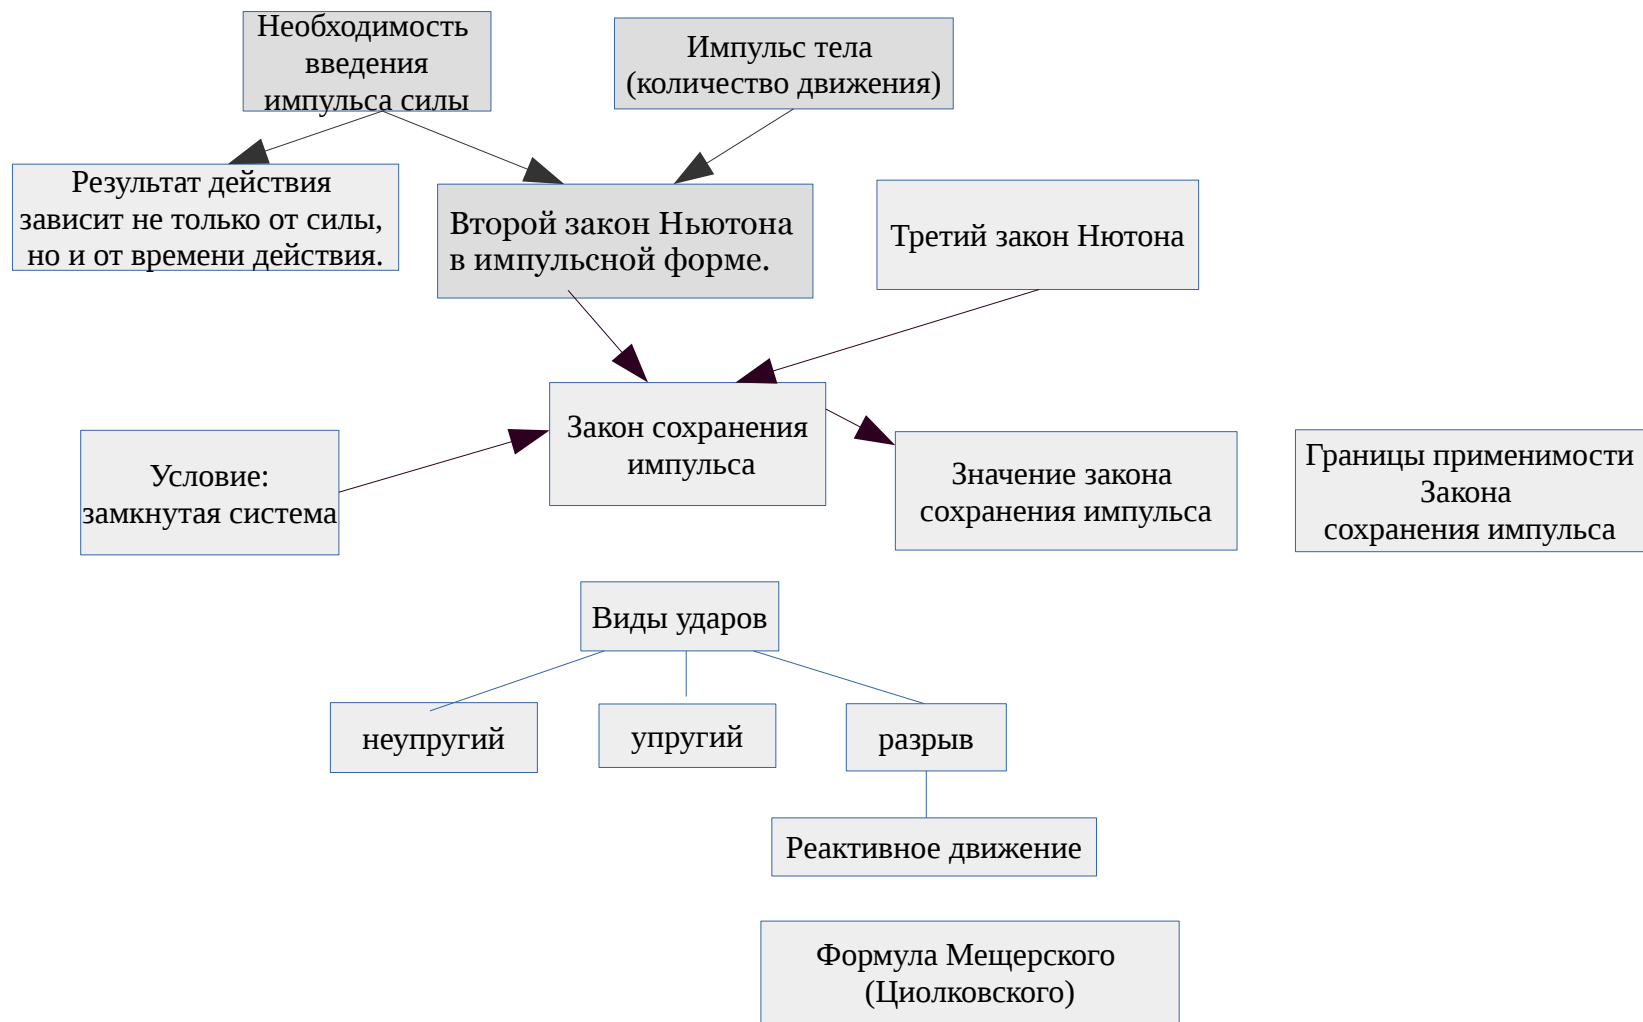 Необходимость
введения
импульса силы
Импульс тела
(количество движения)
Результат действия
зависит не только от силы,
но и от времени действия.
Второй закон Ньютона
в импульсной форме.
Третий закон Нютона
Закон сохранения
импульса
Условие:
замкнутая система
Значение закона
сохранения импульса
Границы применимости
Закона
сохранения импульса
Виды ударов
неупругий
упругий
разрыв
Реактивное движение
Формула Мещерского
(Циолковского)